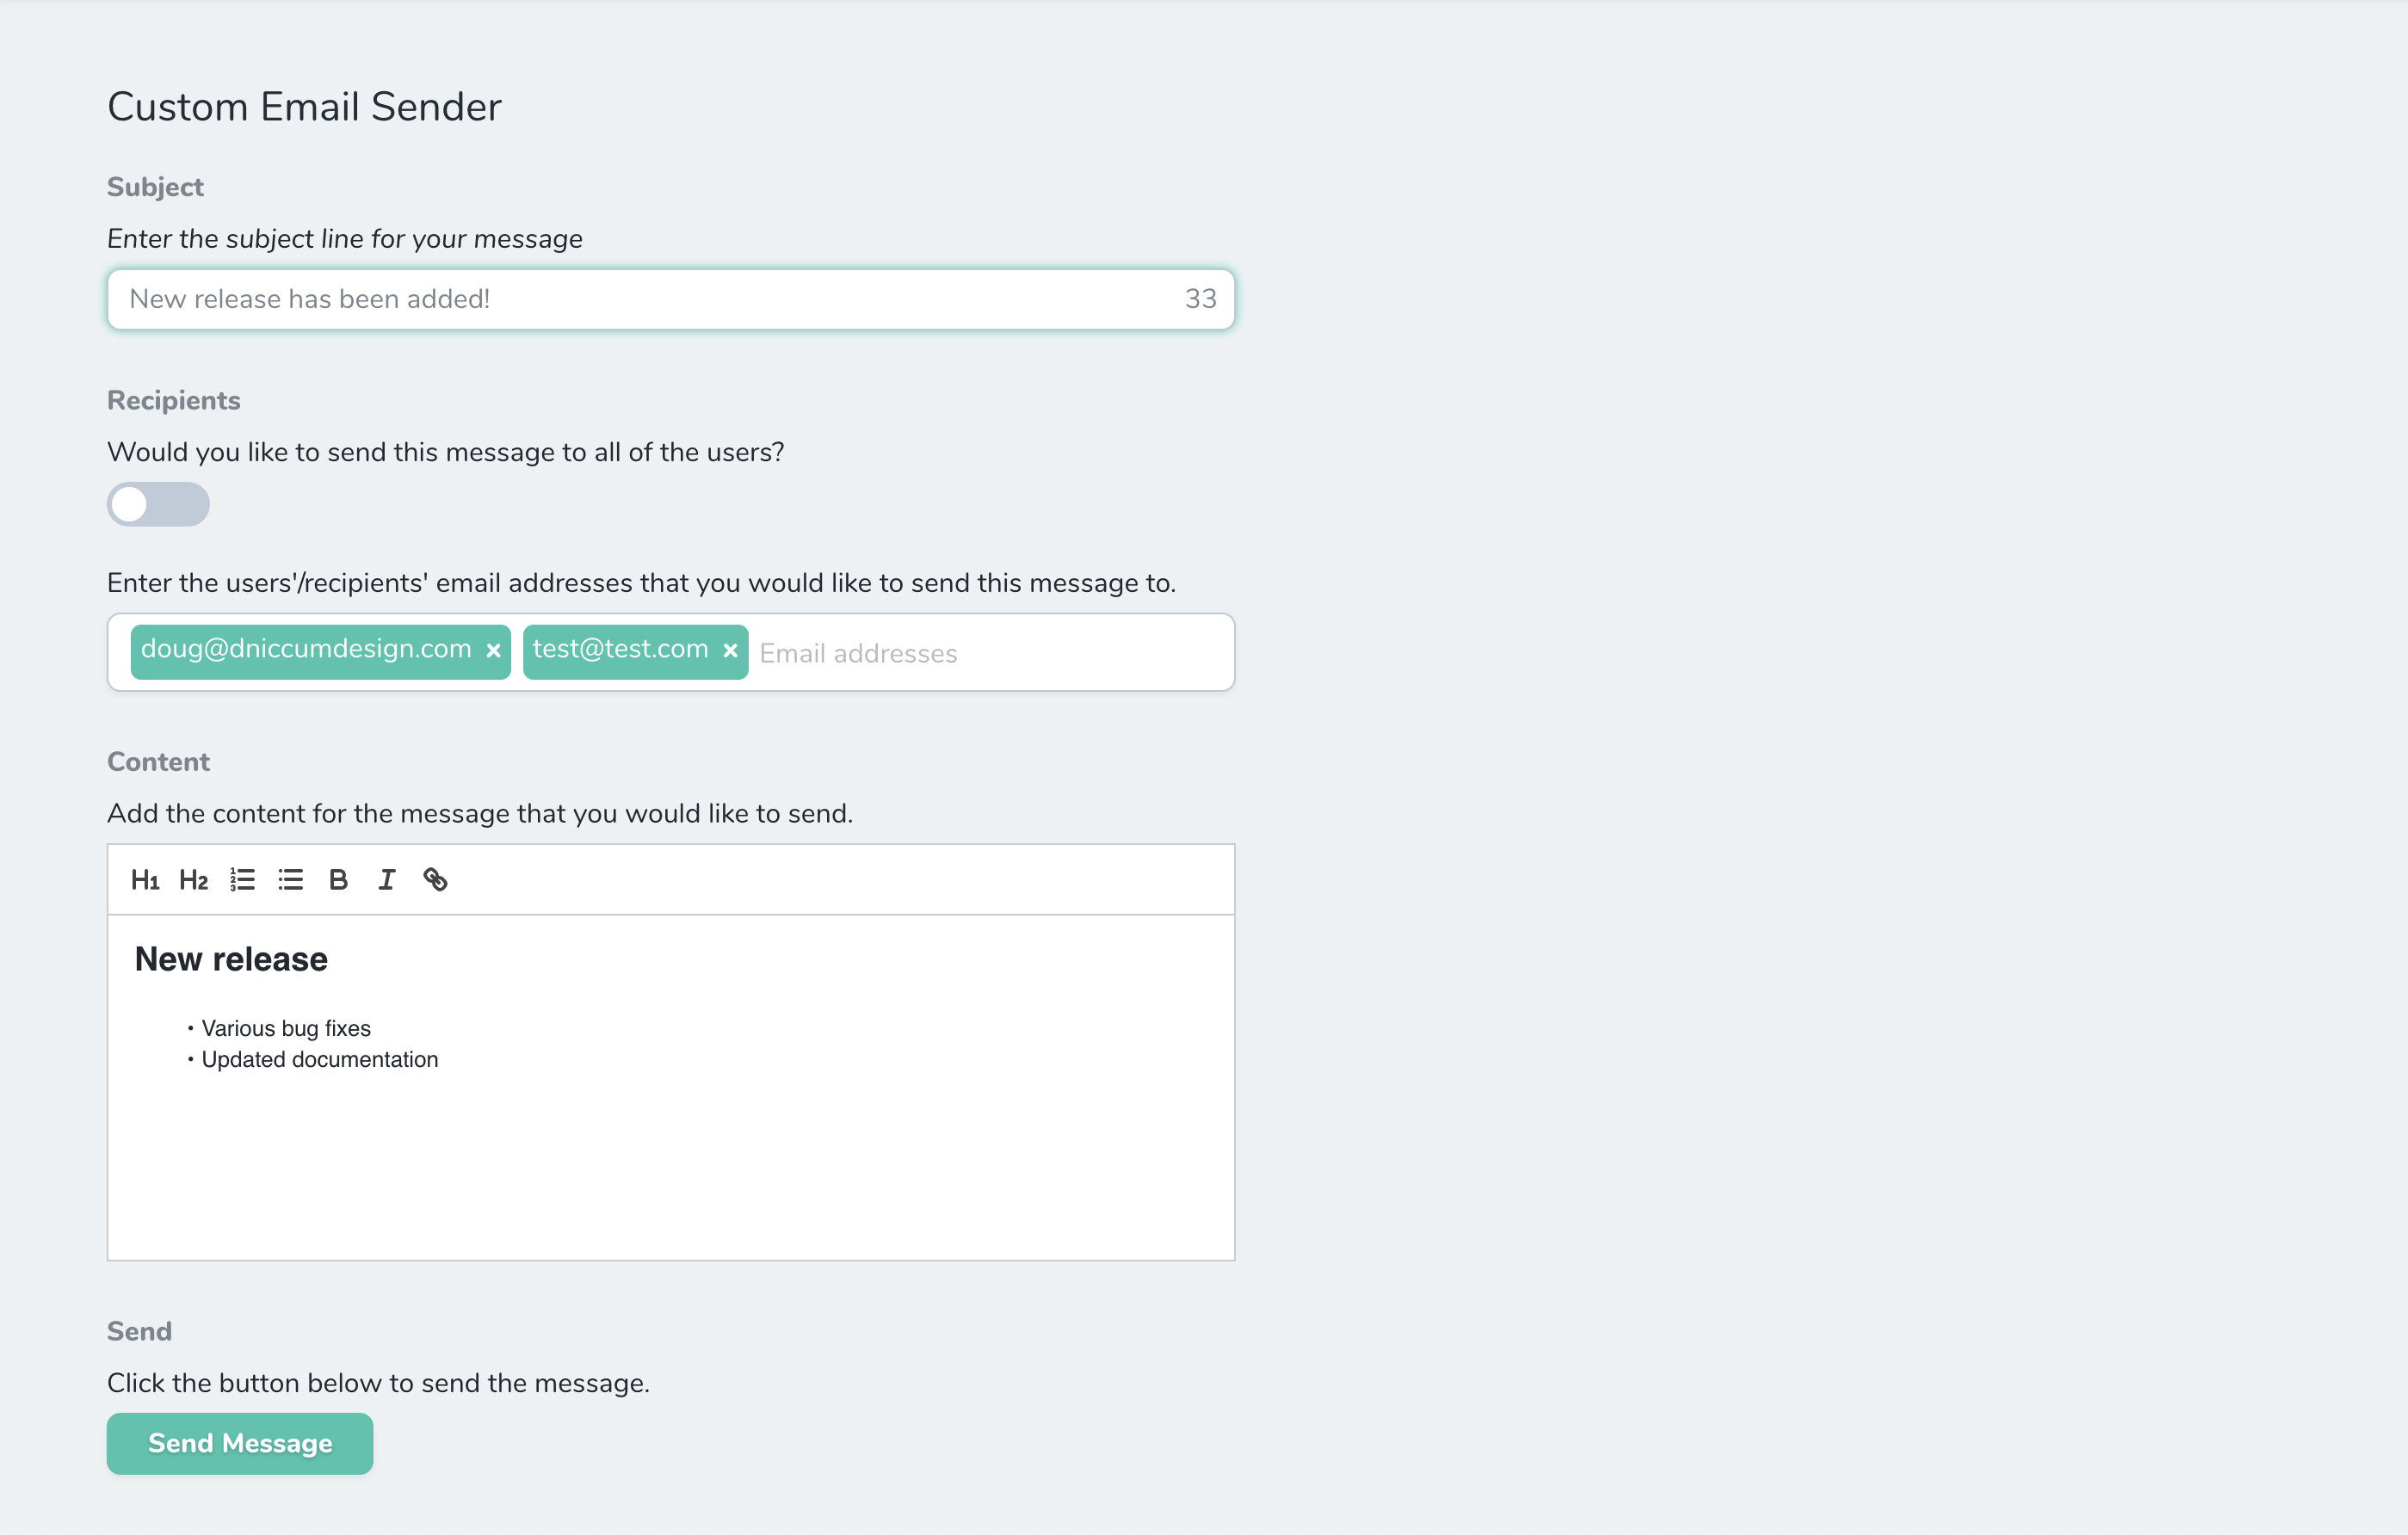 Custom Email Sender
Subject
Enter the subject line for your message
New release has been added! 33
Recipients
Would you like to send this message to all of the users?
Enter the users'/recipients' email addresses that you would like to send this message to.
doug@dniccumdesign.com × test@test.com × Email addresses
Content
Add the content for the message that you would like to send.
H1 H2 B I
New release
• Various bug fixes
• Updated documentation
Send
Click the button below to send the message.
Send Message